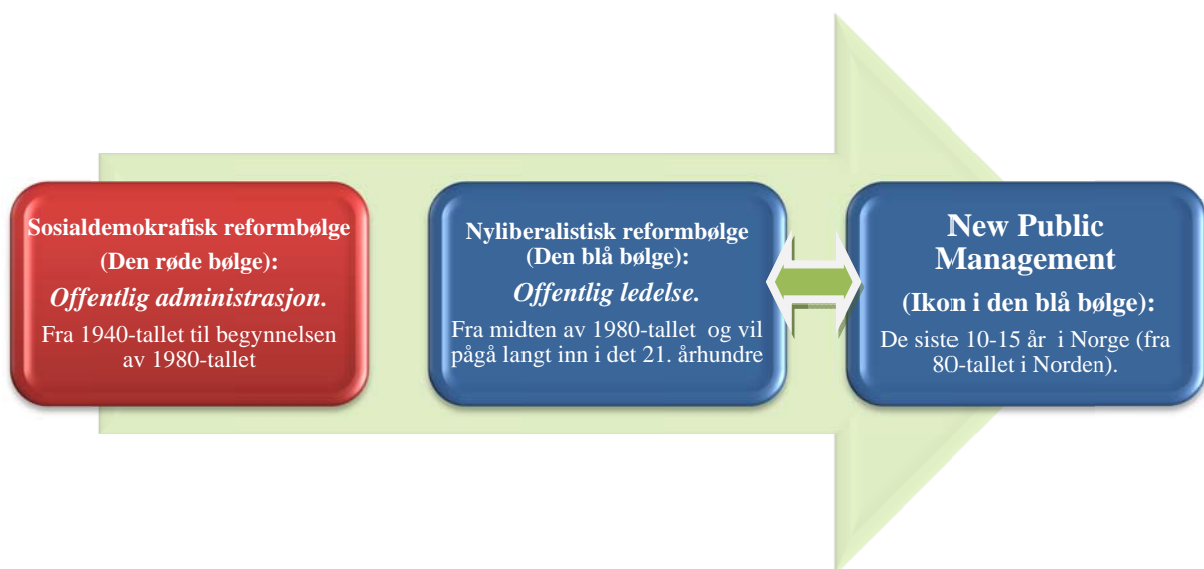 Sosialdemokrafisk reformbølge
(Den røde bølge):
Offentlig administrasjon.
Fra 1940-tallet til begynnelsen
av 1980-tallet
Nyliberalistisk reformbølge
(Den blå bølge):
Offentlig ledelse.
Fra midten av 1980-tallet og vil
pågå langt inn i det 21. århundre
New Public
Management
(Ikon i den blå bølge):
De siste 10-15 år i Norge (fra
80-tallet i Norden).